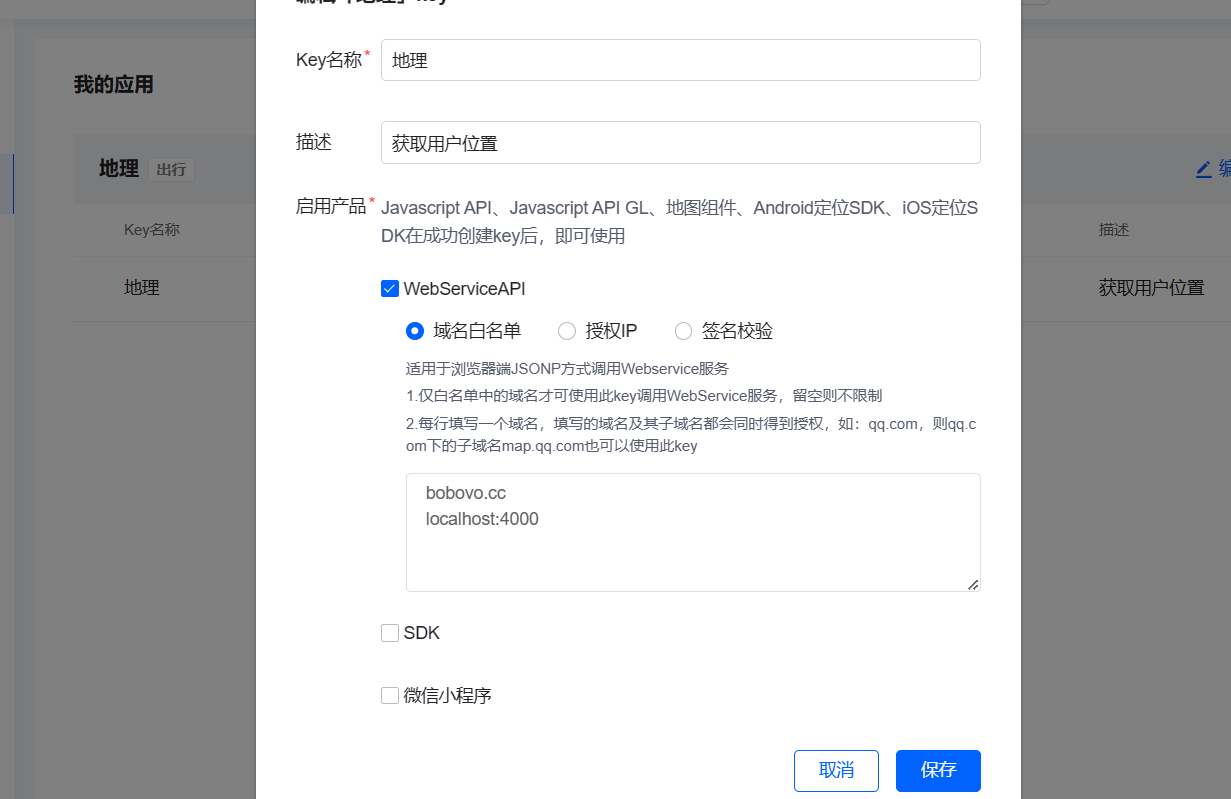 我的应用
地理 出行
Key名称
描述
地理
获取用户位置
Key名称* 地理
描述 获取用户位置
启用产品* Javascript API、Javascript API GL、地图组件、Android定位SDK、iOS定位S
DK在成功创建key后，即可使用
WebServiceAPI
域名白名单 授权IP 签名校验
适用于浏览器端JSONP方式调用Webservice服务
1.仅白名单中的域名才可使用此key调用WebService服务，留空则不限制
2.每行填写一个域名，填写的域名及其子域名都会同时得到授权，如：qq.com，则qq.c
om下的子域名map.qq.com也可以使用此key
bobovo.cc
localhost:4000
SDK
微信小程序
取消 保存